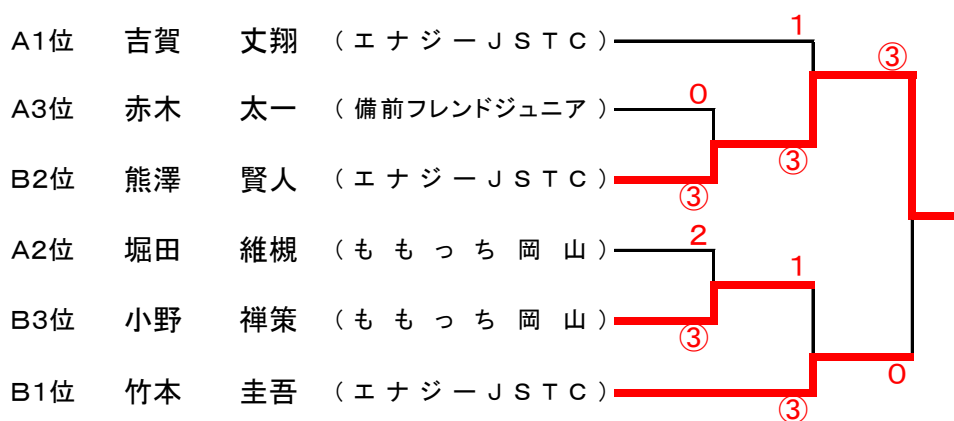 A1位 吉賀 丈翔 (エナジーJSTC) 1
③
A3位 赤木 太一 (備前フレンドジュニア) 0
③
B2位 熊澤 賢人 (エナジーJSTC) ③
A2位 堀田 維槻 (ももっち岡山) 2
1
B3位 小野 禅策 (ももっち岡山) ③
0
B1位 竹本 圭吾 (エナジーJSTC) ③